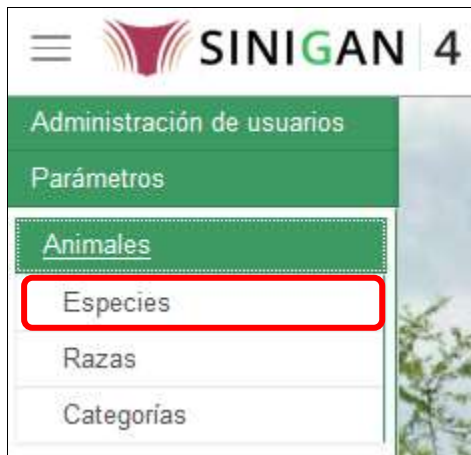 SINIGAN 4
Administración de usuarios
Parámetros
Animales
Especies
Razas
Categorías